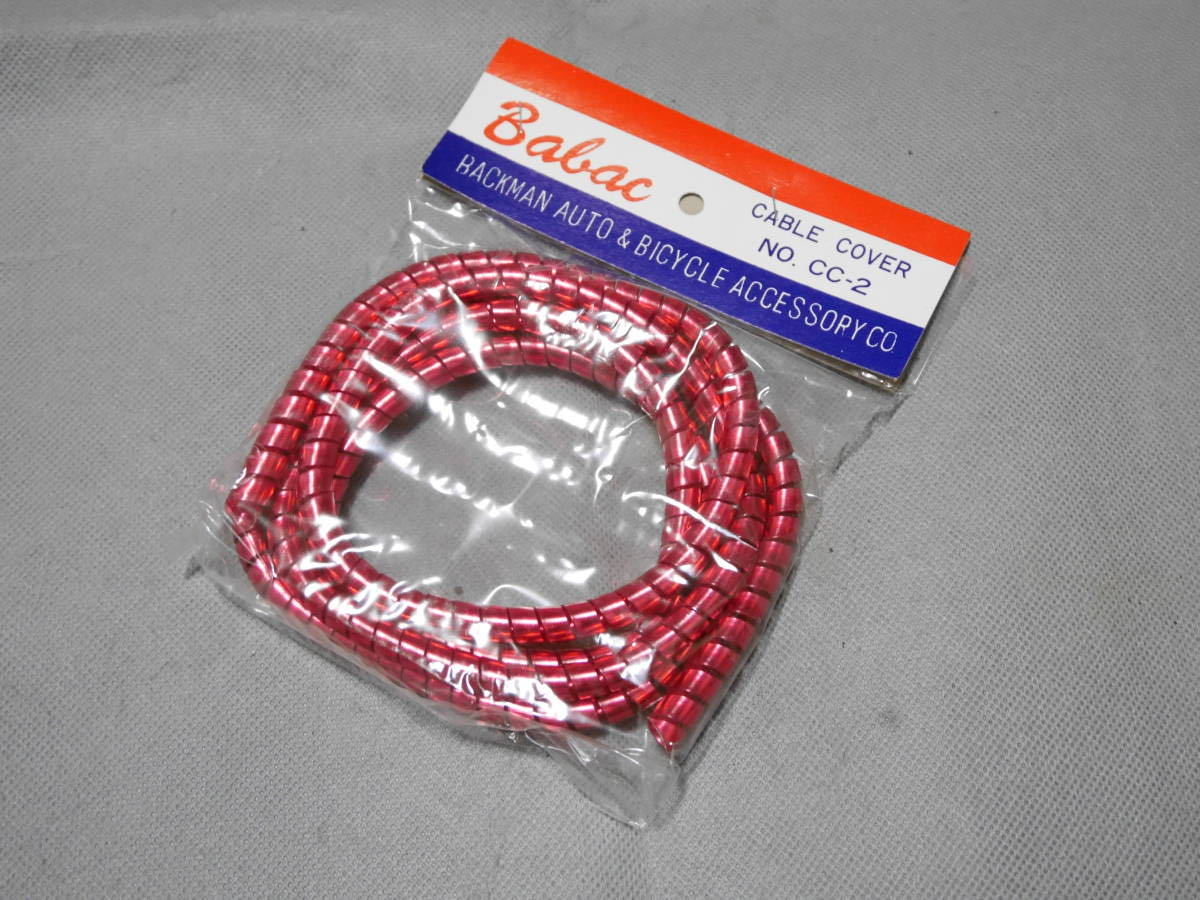 Babac
CABLE COVER
NO. CC-2
BACKMAN AUTO & BICYCLE ACCESSORY CO